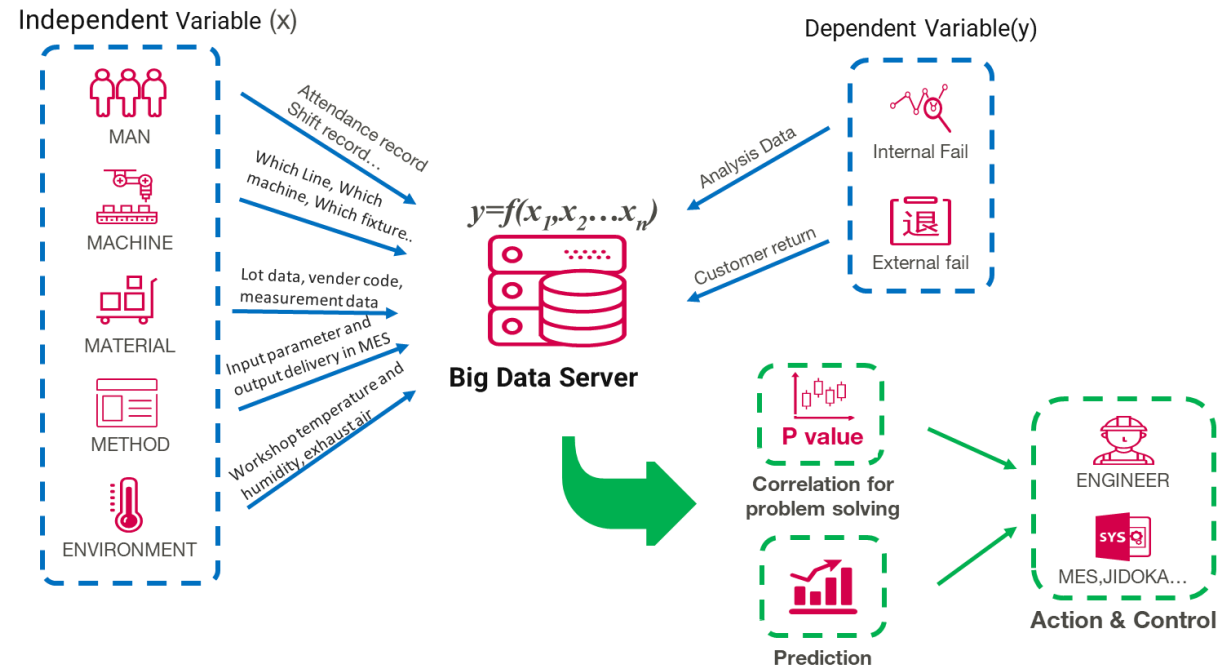 Independent Variable (x)
MAN
MACHINE
MATERIAL
METHOD
ENVIRONMENT
Attendance record
Shift record...
Which Line, Which
machine, Which fixture..
Lot data, vender code,
measurement data
Input parameter and
output delivery in MES
Workshop temperature and
humidity, exhaust air
y=f(x1,x2…xn)
Big Data Server
Dependent Variable(y)
Internal Fail
退
External fail
Analysis Data
Customer return
P value
Correlation for
problem solving
Prediction
ENGINEER
SYS
MES,JIDOKA...
Action & Control